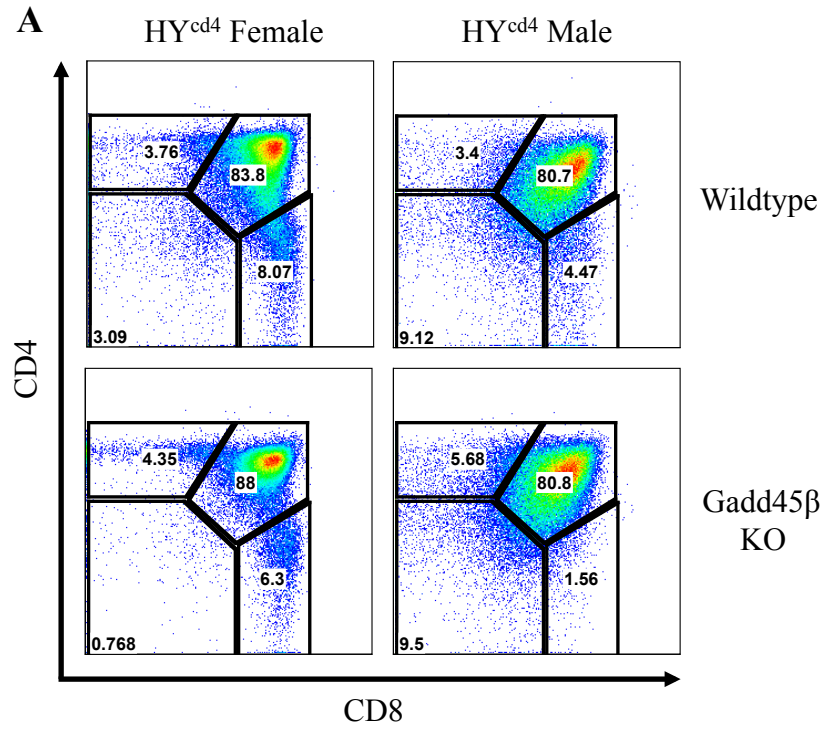 A
HYcd4 Female
HYcd4 Male
3.76
83.8
8.07
3.09
3.4
80.7
4.47
9.12
Wildtype
4.35
88
6.3
0.768
5.68
80.8
1.56
9.5
Gadd45β
KO
CD4
CD8